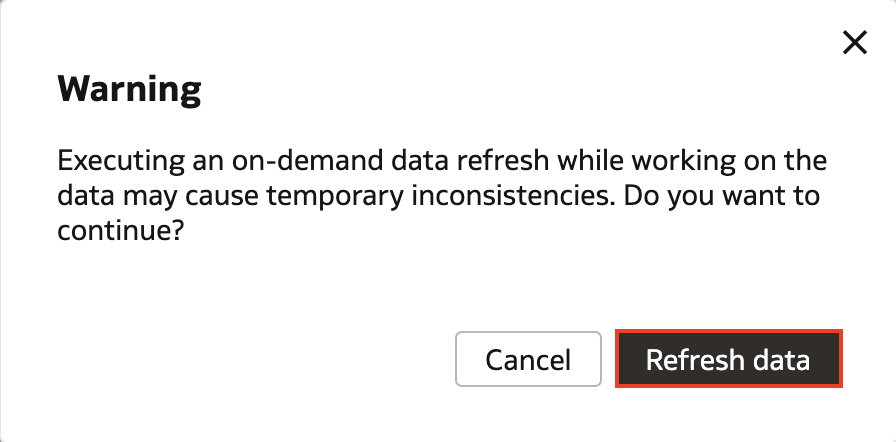 Warning
Executing an on-demand data refresh while working on the
data may cause temporary inconsistencies. Do you want to
continue?
Cancel
Refresh data